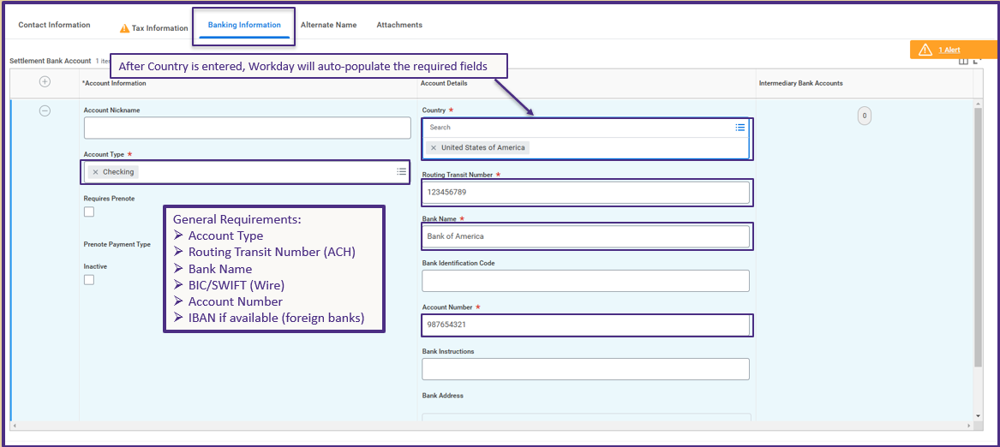 Contact Information
Tax Information
Banking Information
Alternate Name
Attachments
1 Alert
Settlement Bank Account
After Country is entered, Workday will auto-populate the required fields
*Account Information
Account Details
Intermediary Bank Accounts
Account Nickname
Account Type *
Checking
Requires Prenote
Prenote Payment Type
Inactive
General Requirements:
➤ Account Type
➤ Routing Transit Number (ACH)
➤ Bank Name
➤ BIC/SWIFT (Wire)
➤ Account Number
➤ IBAN if available (foreign banks)
Country *
Search
United States of America
Routing Transit Number *
123456789
Bank Name *
Bank of America
Bank Identification Code
Account Number *
987654321
Bank Instructions
Bank Address
0